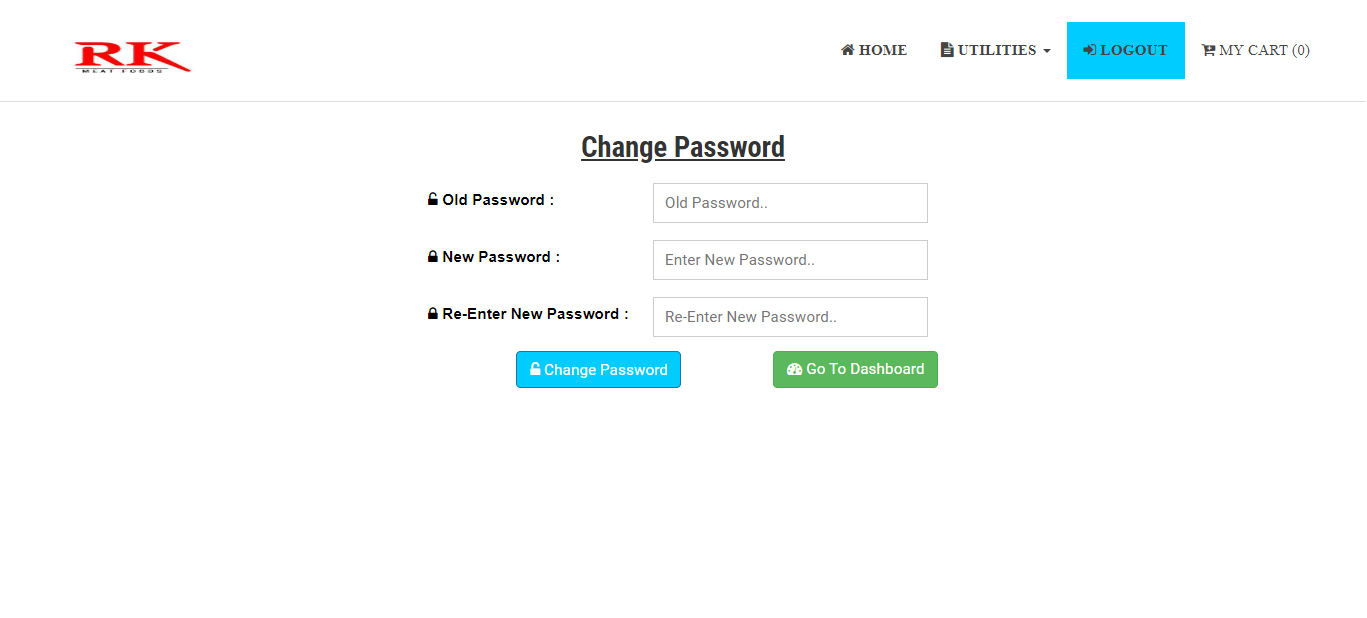 RK
MEAT FOODS
HOME
UTILITIES
LOGOUT
MY CART (0)
Change Password
Old Password :
Old Password..
New Password :
Enter New Password..
Re-Enter New Password :
Re-Enter New Password..
Change Password
Go To Dashboard